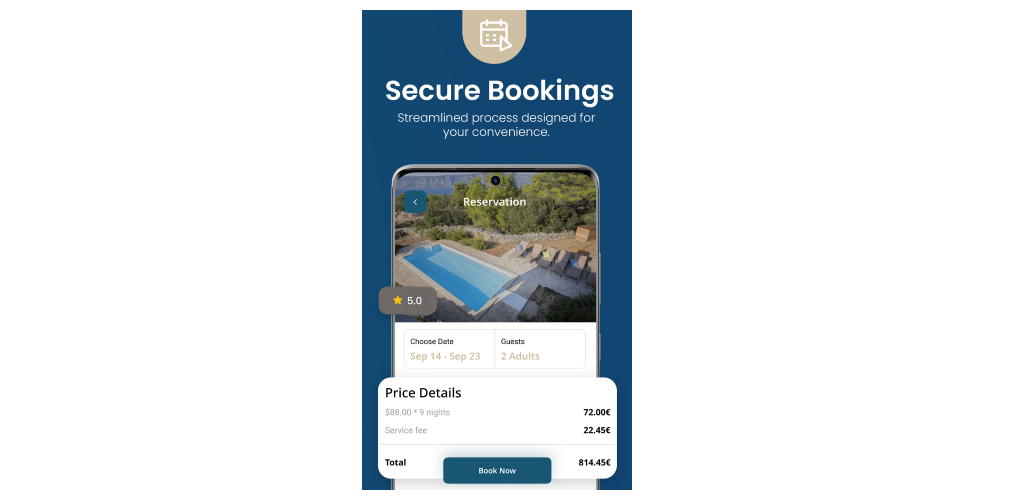 Secure Bookings
Streamlined process designed for
your convenience.
Reservation
5.0
Choose Date
Guests
Sep 14 - Sep 23
2 Adults
Price Details
$88.00 * 9 nights
72.00€
Service fee
22.45€
Total
814.45€
Book Now